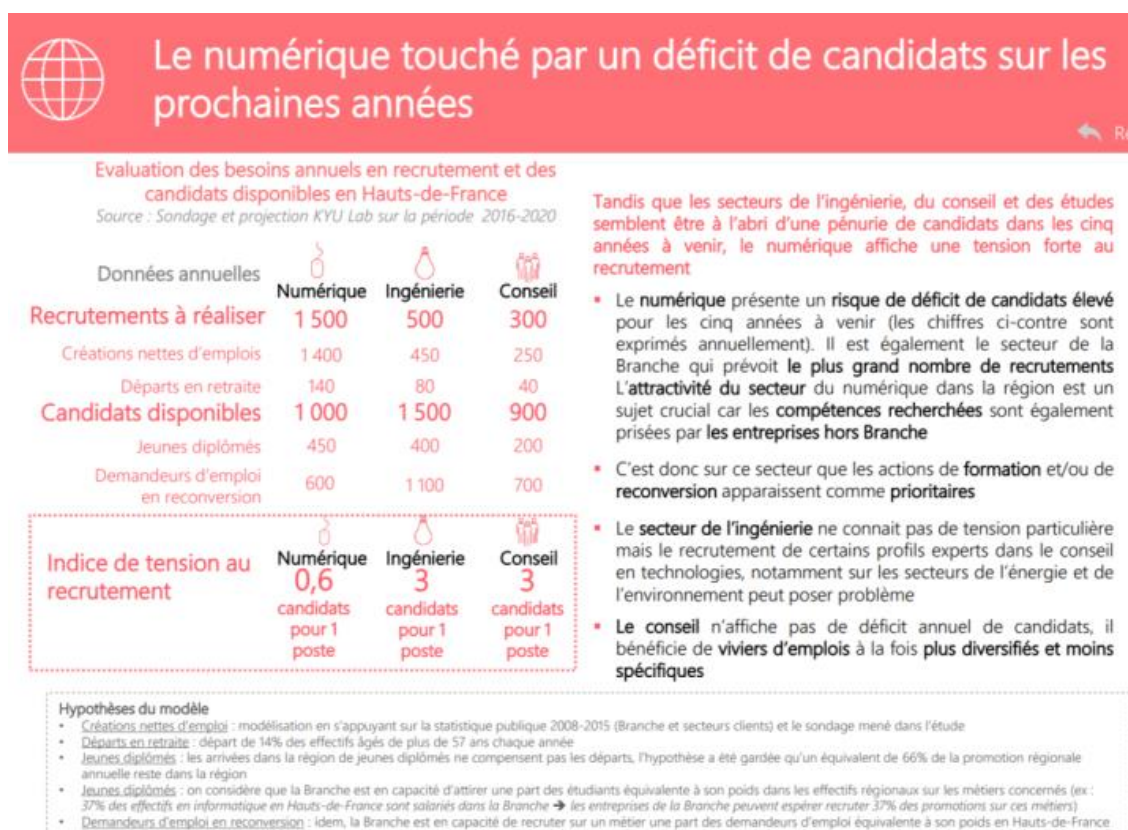 Le numérique touché par un déficit de candidats sur les
prochaines années
Evaluation des besoins annuels en recrutement et des
candidats disponibles en Hauts-de-France
Source : Sondage et projection KYU Lab sur la période 2016-2020
Données annuelles
Numérique Ingénierie Conseil
Recrutements à réaliser 1 500 500 300
Créations nettes d'emplois 1 400 450 250
Départs en retraite 140 80 40
Candidats disponibles 1 000 1 500 900
Jeunes diplômés 450 400 200
Demandeurs d'emploi
en reconversion 600 1 100 700
Indice de tension au
recrutement
Numérique Ingénierie Conseil
0,6 3 3
candidats candidats candidats
pour 1 pour 1 pour 1
poste poste poste
Tandis que les secteurs de l'ingénierie, du conseil et des études
semblent être à l'abri d'une pénurie de candidats dans les cinq
années à venir, le numérique affiche une tension forte au
recrutement
▪ Le numérique présente un risque de déficit de candidats élevé
pour les cinq années à venir (les chiffres ci-contre sont
exprimés annuellement). Il est également le secteur de la
Branche qui prévoit le plus grand nombre de recrutements
L'attractivité du secteur du numérique dans la région est un
sujet crucial car les compétences recherchées sont également
prisées par les entreprises hors Branche
▪ C'est donc sur ce secteur que les actions de formation et/ou de
reconversion apparaissent comme prioritaires
▪ Le secteur de l'ingénierie ne connait pas de tension particulière
mais le recrutement de certains profils experts dans le conseil
en technologies, notamment sur les secteurs de l'énergie et de
l'environnement peut poser problème
▪ Le conseil n'affiche pas de déficit annuel de candidats, il
bénéficie de viviers d'emplois à la fois plus diversifiés et moins
spécifiques
Hypothèses du modèle
• Créations nettes d'emploi : modélisation en s'appuyant sur la statistique publique 2008-2015 (Branche et secteurs clients) et le sondage mené dans l'étude
• Départs en retraite : départ de 14% des effectifs âgés de plus de 57 ans chaque année
• Jeunes diplômés : les arrivées dans la région de jeunes diplômés ne compensent pas les départs, l'hypothèse a été gardée qu'un équivalent de 66% de la promotion régionale
annuelle reste dans la région
• Jeunes diplômés : on considère que la Branche est en capacité d'attirer une part des étudiants équivalente à son poids dans les effectifs régionaux sur les métiers concernés (ex :
37% des effectifs en informatique en Hauts-de-France sont salariés dans la Branche ➔ les entreprises de la Branche peuvent espérer recruter 37% des promotions sur ces métiers)
• Demandeurs d'emploi en reconversion : idem, la Branche est en capacité de recruter sur un métier une part des demandeurs d'emploi équivalente à son poids en Hauts-de-France